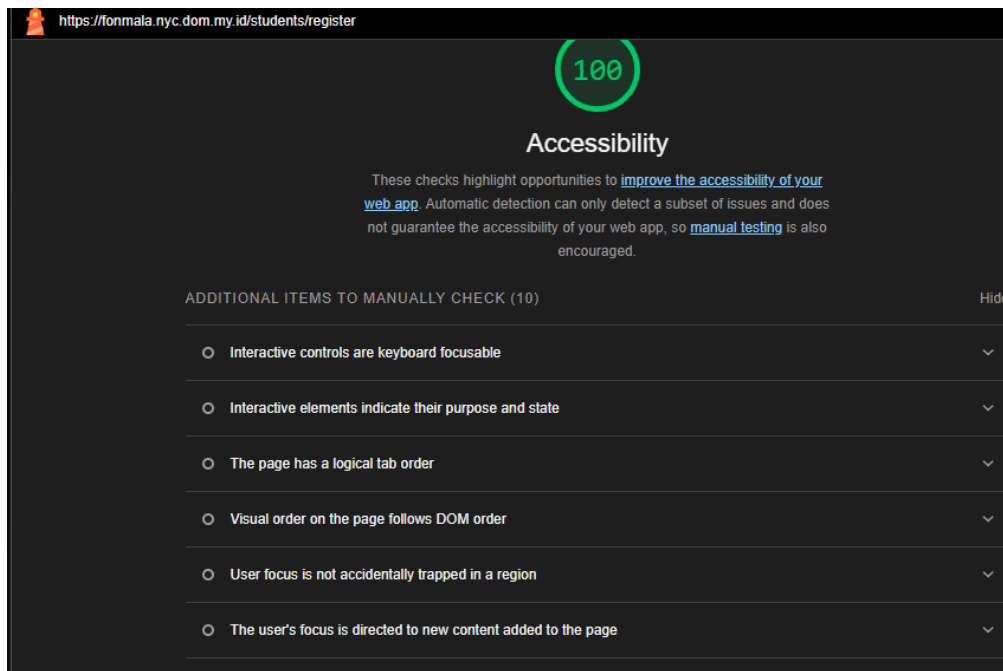 https://fonmala.nyc.dom.my.id/students/register
100
Accessibility
These checks highlight opportunities to improve the accessibility of your
web app. Automatic detection can only detect a subset of issues and does
not guarantee the accessibility of your web app, so manual testing is also
encouraged.
ADDITIONAL ITEMS TO MANUALLY CHECK (10)
Hide
Interactive controls are keyboard focusable
Interactive elements indicate their purpose and state
The page has a logical tab order
Visual order on the page follows DOM order
User focus is not accidentally trapped in a region
The user's focus is directed to new content added to the page